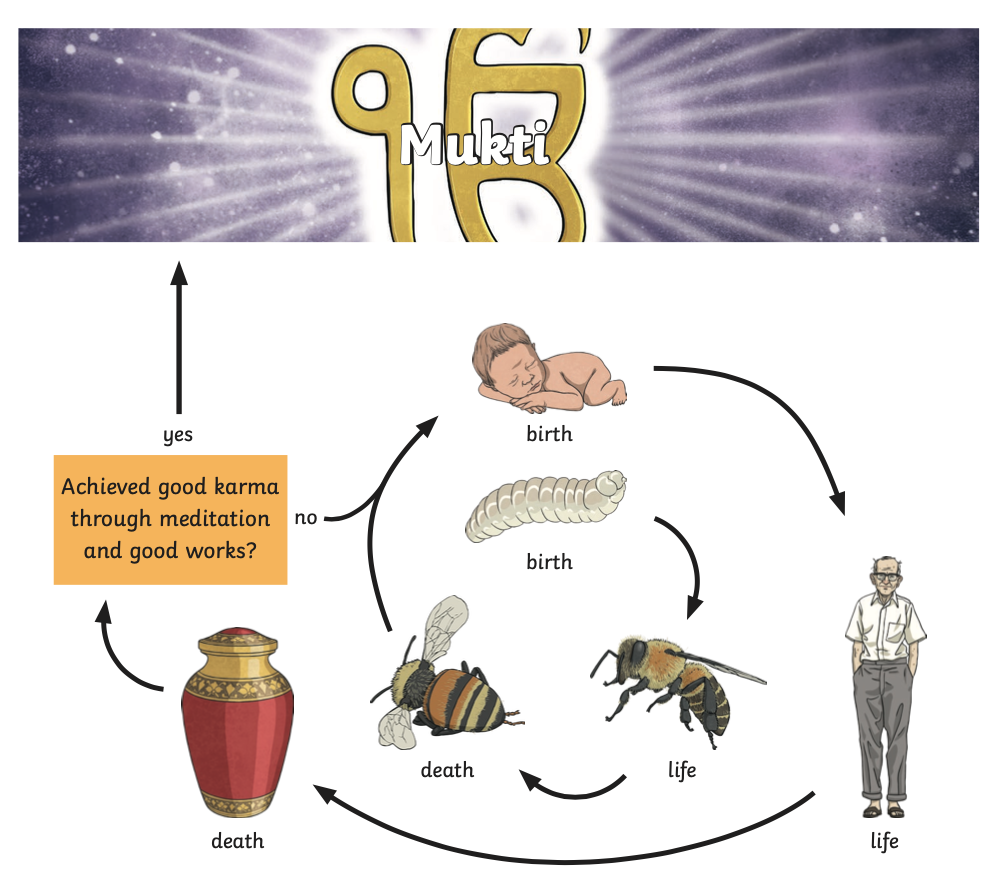 ੴ
Mukti
yes
Achieved good karma
through meditation
and good works?
no
birth
birth
death
life
death
life